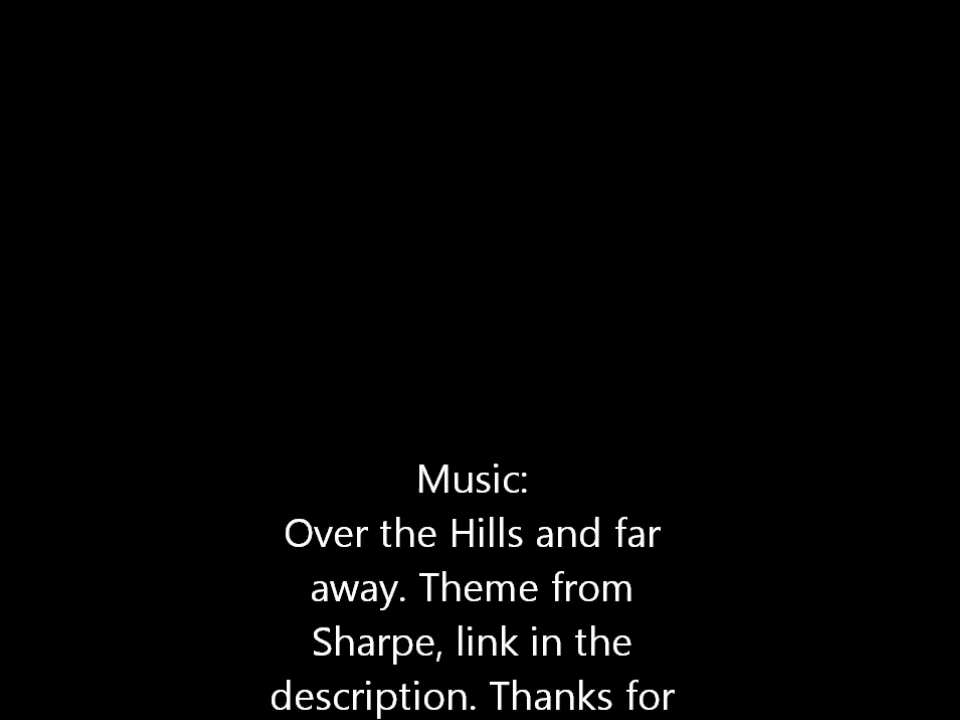 Music:
Over the Hills and far
away. Theme from
Sharpe, link in the
description. Thanks for